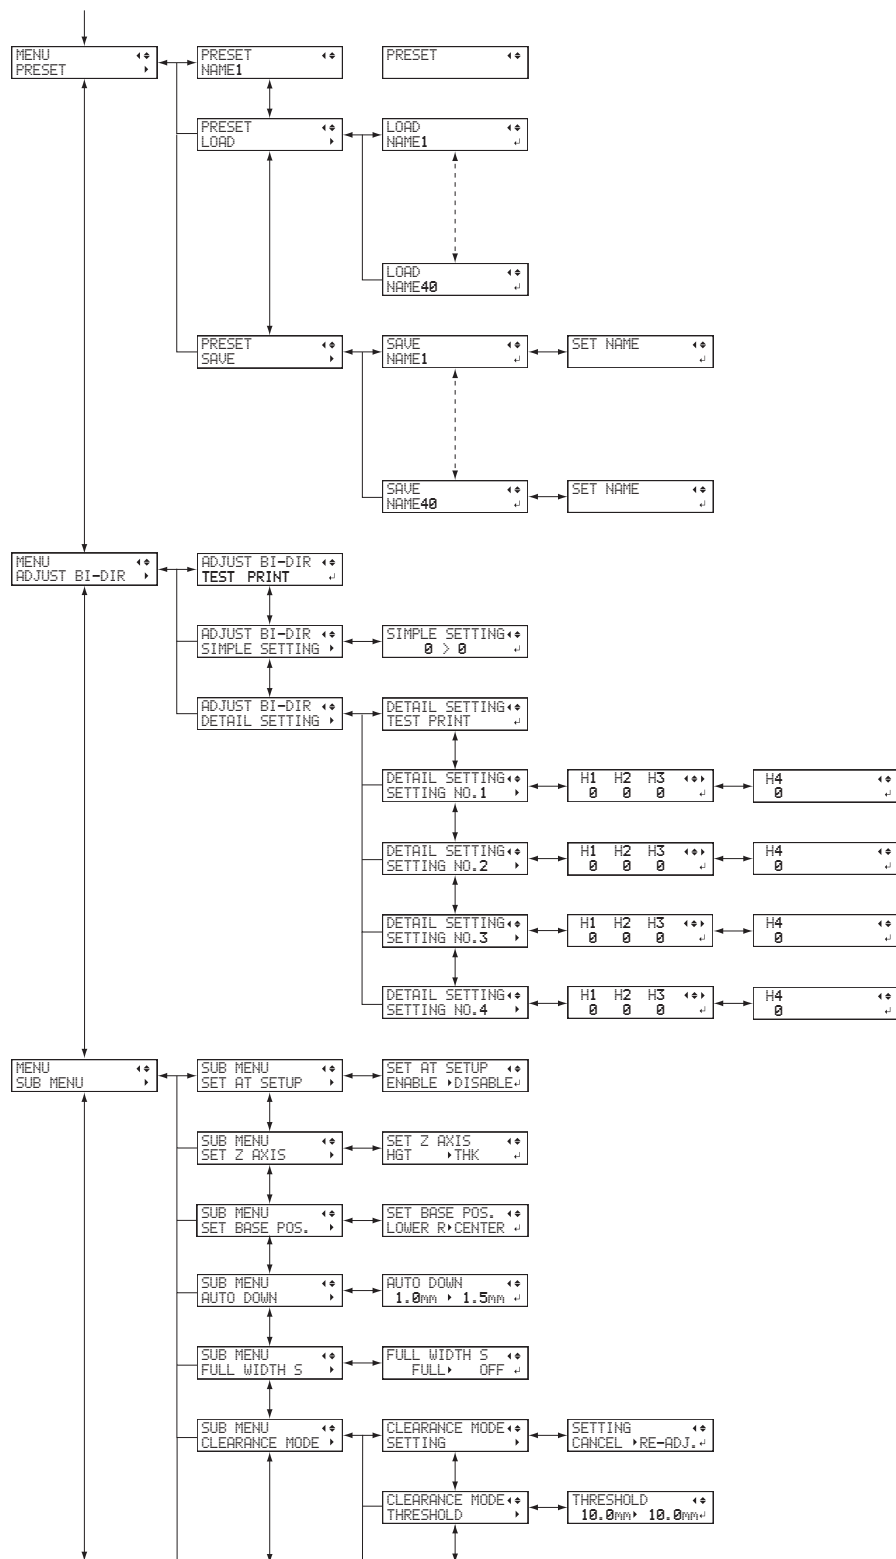 MENU
PRESET
PRESET
NAME1
PRESET
PRESET
LOAD
LOAD
NAME1
LOAD
NAME40
PRESET
SAVE
SAVE
NAME1
SET NAME
SAVE
NAME40
SET NAME
MENU
ADJUST BI-DIR
ADJUST BI-DIR
TEST PRINT
ADJUST BI-DIR
SIMPLE SETTING
SIMPLE SETTING
0 > 0
ADJUST BI-DIR
DETAIL SETTING
DETAIL SETTING
TEST PRINT
DETAIL SETTING
SETTING NO.1
H1 H2 H3
0 0 0
H4
0
DETAIL SETTING
SETTING NO.2
H1 H2 H3
0 0 0
H4
0
DETAIL SETTING
SETTING NO.3
H1 H2 H3
0 0 0
H4
0
DETAIL SETTING
SETTING NO.4
H1 H2 H3
0 0 0
H4
0
MENU
SUB MENU
SUB MENU
SET AT SETUP
SET AT SETUP
ENABLE DISABLE
SUB MENU
SET Z AXIS
SET Z AXIS
HGT THK
SUB MENU
SET BASE POS.
SET BASE POS.
LOWER R CENTER
SUB MENU
AUTO DOWN
AUTO DOWN
1.0mm 1.5mm
SUB MENU
FULL WIDTH S
FULL WIDTH S
FULL OFF
SUB MENU
CLEARANCE MODE
CLEARANCE MODE
SETTING
SETTING
CANCEL RE-ADJ.
CLEARANCE MODE
THRESHOLD
THRESHOLD
10.0mm 10.0mm